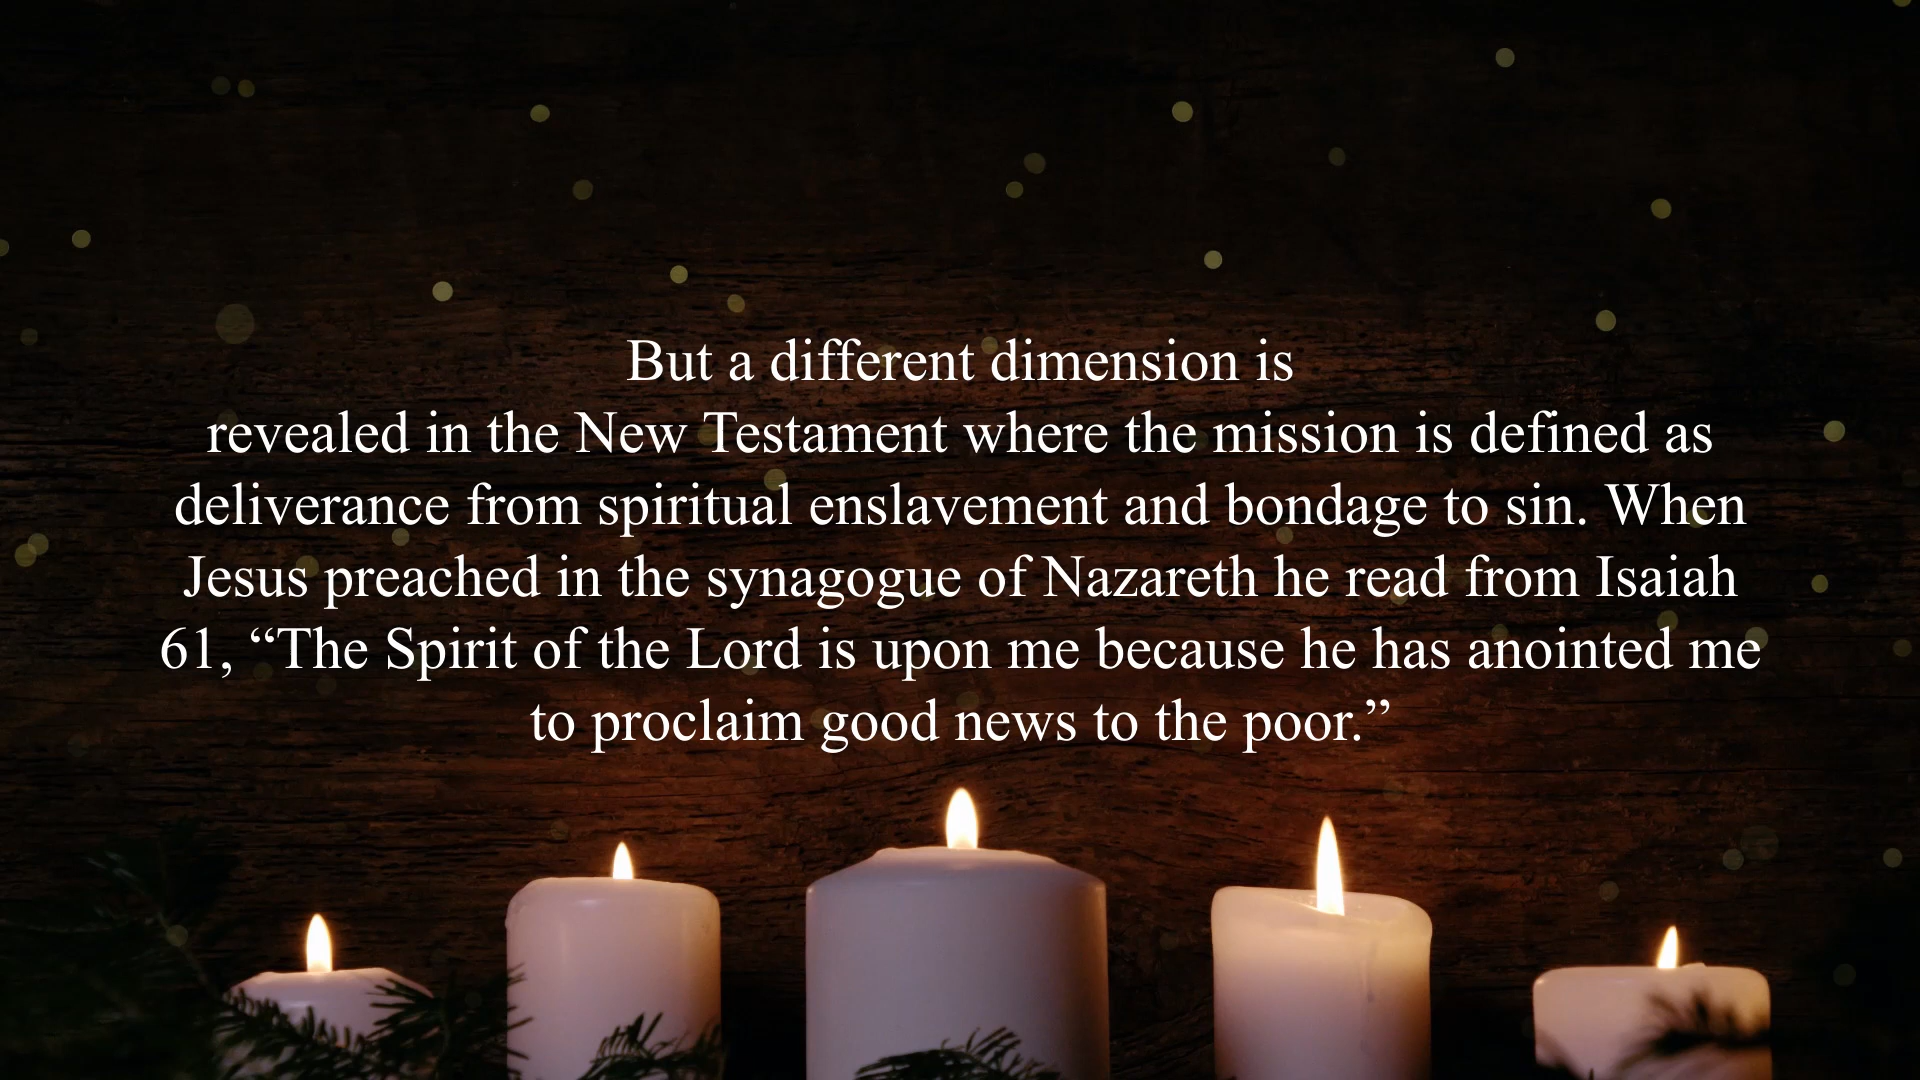 But a different dimension is
revealed in the New Testament where the mission is defined as
deliverance from spiritual enslavement and bondage to sin. When
Jesus preached in the synagogue of Nazareth he read from Isaiah
61, “The Spirit of the Lord is upon me because he has anointed me
to proclaim good news to the poor.”